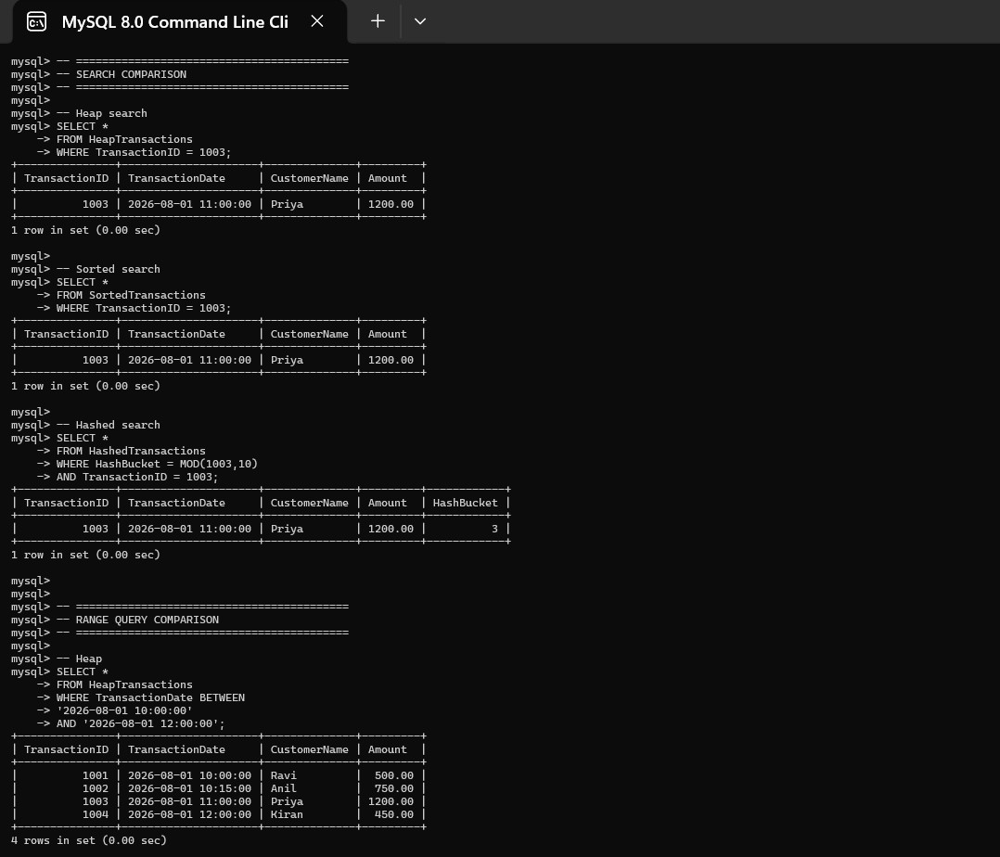 MySQL 8.0 Command Line Cli
mysql> -- ==========================================
mysql> -- SEARCH COMPARISON
mysql> -- ==========================================
mysql>
mysql> -- Heap search
mysql> SELECT *
    -> FROM HeapTransactions
    -> WHERE TransactionID = 1003;
+---------------+---------------------+--------------+---------+
| TransactionID | TransactionDate     | CustomerName | Amount  |
+---------------+---------------------+--------------+---------+
|          1003 | 2026-08-01 11:00:00 | Priya        | 1200.00 |
+---------------+---------------------+--------------+---------+
1 row in set (0.00 sec)
mysql>
mysql> -- Sorted search
mysql> SELECT *
    -> FROM SortedTransactions
    -> WHERE TransactionID = 1003;
+---------------+---------------------+--------------+---------+
| TransactionID | TransactionDate     | CustomerName | Amount  |
+---------------+---------------------+--------------+---------+
|          1003 | 2026-08-01 11:00:00 | Priya        | 1200.00 |
+---------------+---------------------+--------------+---------+
1 row in set (0.00 sec)
mysql>
mysql> -- Hashed search
mysql> SELECT *
    -> FROM HashedTransactions
    -> WHERE HashBucket = MOD(1003,10)
    -> AND TransactionID = 1003;
+---------------+---------------------+--------------+---------+------------+
| TransactionID | TransactionDate     | CustomerName | Amount  | HashBucket |
+---------------+---------------------+--------------+---------+------------+
|          1003 | 2026-08-01 11:00:00 | Priya        | 1200.00 |          3 |
+---------------+---------------------+--------------+---------+------------+
1 row in set (0.00 sec)
mysql>
mysql>
mysql> -- ==========================================
mysql> -- RANGE QUERY COMPARISON
mysql> -- ==========================================
mysql>
mysql> -- Heap
mysql> SELECT *
    -> FROM HeapTransactions
    -> WHERE TransactionDate BETWEEN
    -> '2026-08-01 10:00:00'
    -> AND '2026-08-01 12:00:00';
+---------------+---------------------+--------------+---------+
| TransactionID | TransactionDate     | CustomerName | Amount  |
+---------------+---------------------+--------------+---------+
|          1001 | 2026-08-01 10:00:00 | Ravi         |  500.00 |
|          1002 | 2026-08-01 10:15:00 | Anil         |  750.00 |
|          1003 | 2026-08-01 11:00:00 | Priya        | 1200.00 |
|          1004 | 2026-08-01 12:00:00 | Kiran        |  450.00 |
+---------------+---------------------+--------------+---------+
4 rows in set (0.00 sec)